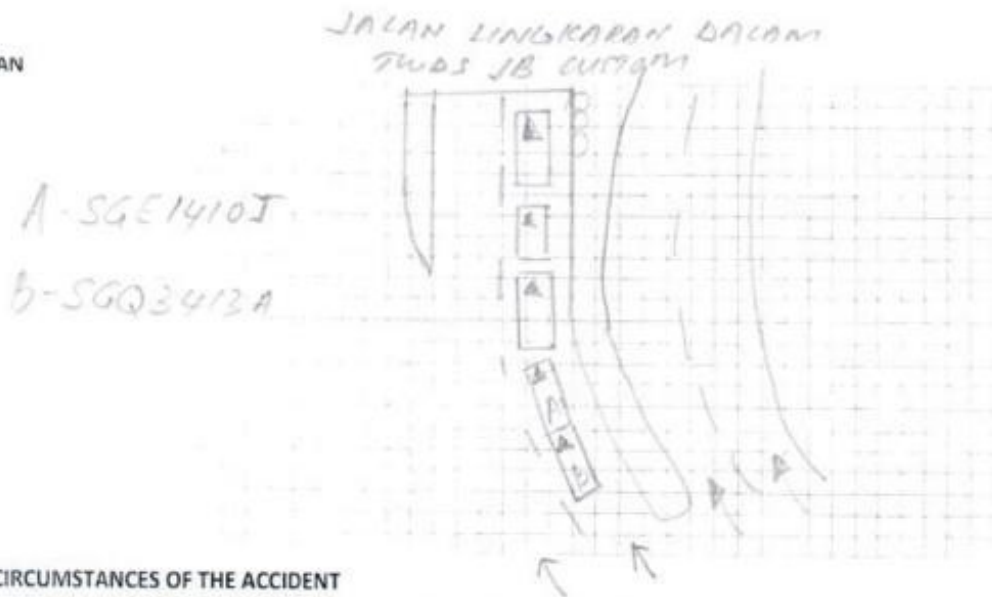 JALAN LINGKARAN DALAM
TWDS JB CUSTOM
AN
A - SGE1410J
B - SGQ3413A
A
B
CIRCUMSTANCES OF THE ACCIDENT